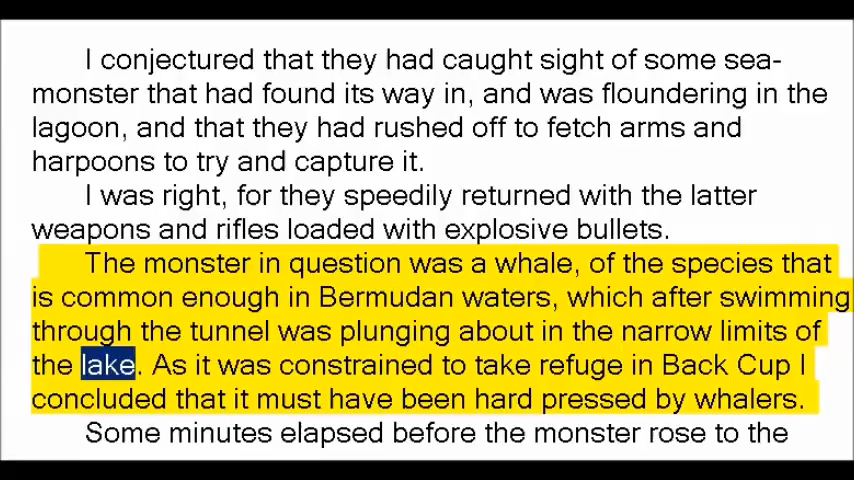 I conjectured that they had caught sight of some sea-
monster that had found its way in, and was floundering in the
lagoon, and that they had rushed off to fetch arms and
harpoons to try and capture it.
I was right, for they speedily returned with the latter
weapons and rifles loaded with explosive bullets.
The monster in question was a whale, of the species that
is common enough in Bermudan waters, which after swimming
through the tunnel was plunging about in the narrow limits of
the lake. As it was constrained to take refuge in Back Cup I
concluded that it must have been hard pressed by whalers.
Some minutes elapsed before the monster rose to the